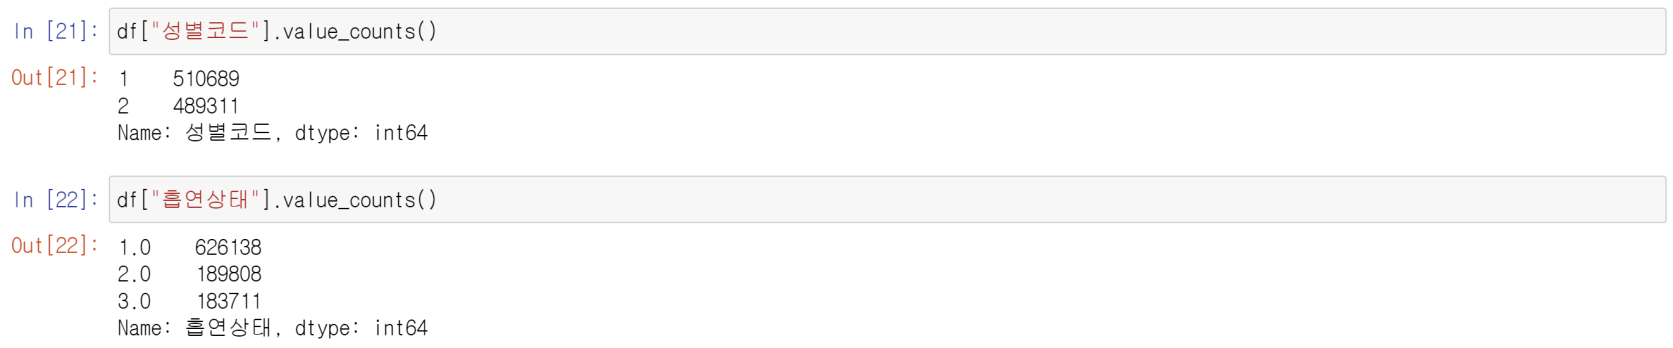 In [21]: df["성별코드"].value_counts()
Out[21]: 1    510689
2    489311
Name: 성별코드, dtype: int64
In [22]: df["흡연상태"].value_counts()
Out[22]: 1.0    626138
2.0    189808
3.0    183711
Name: 흡연상태, dtype: int64